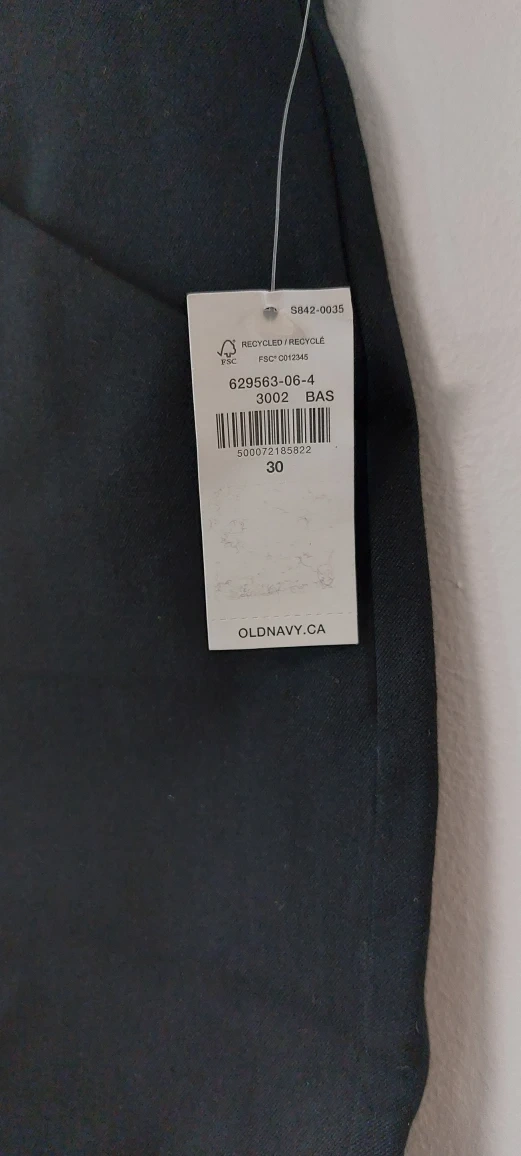 S842-0035
RECYCLED / RECYCLÉ
FSC
FSC® C012345
629563-06-4
3002 BAS
500072185822
30
OLDNAVY.CA